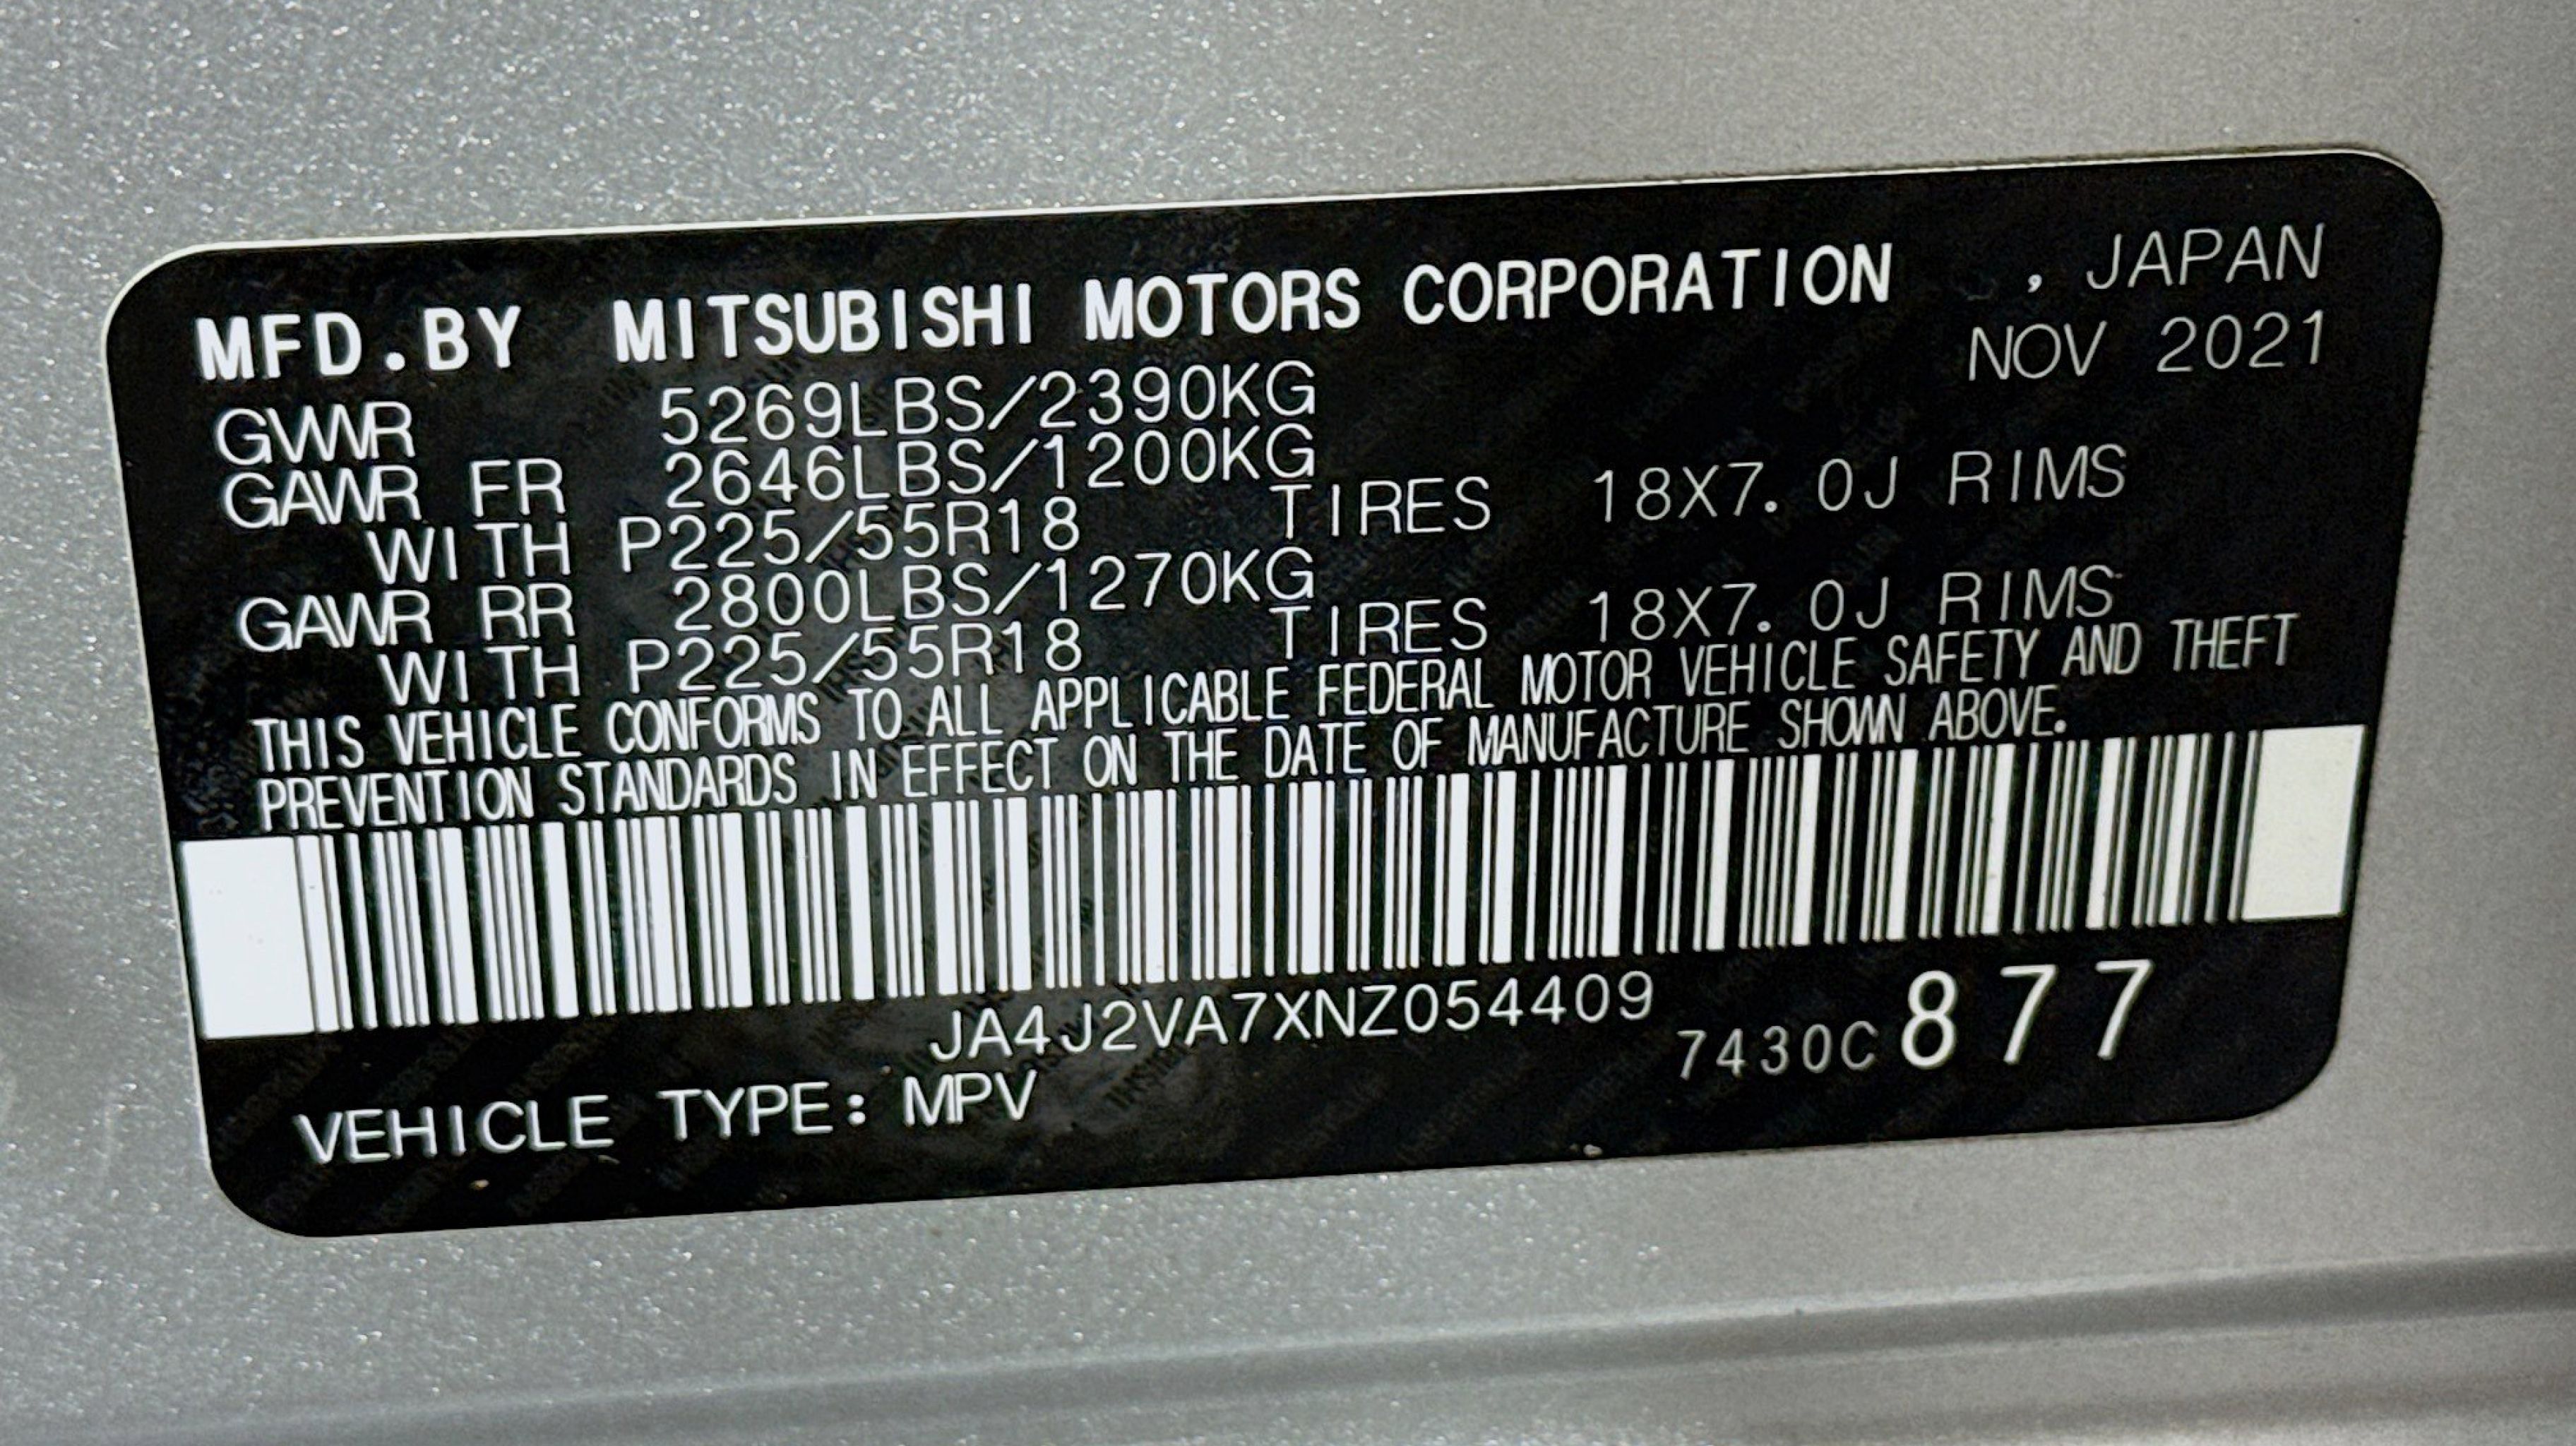 MFD.BY MITSUBISHI MOTORS CORPORATION , JAPAN
NOV 2021
GVWR 5269LBS/2390KG
GAWR FR 2646LBS/1200KG
WITH P225/55R18 TIRES 18X7.0J RIMS
GAWR RR 2800LBS/1270KG
WITH P225/55R18 TIRES 18X7.0J RIMS
THIS VEHICLE CONFORMS TO ALL APPLICABLE FEDERAL MOTOR VEHICLE SAFETY AND THEFT
PREVENTION STANDARDS IN EFFECT ON THE DATE OF MANUFACTURE SHOWN ABOVE.
JA4J2VA7XNZ054409
7430C 877
VEHICLE TYPE: MPV